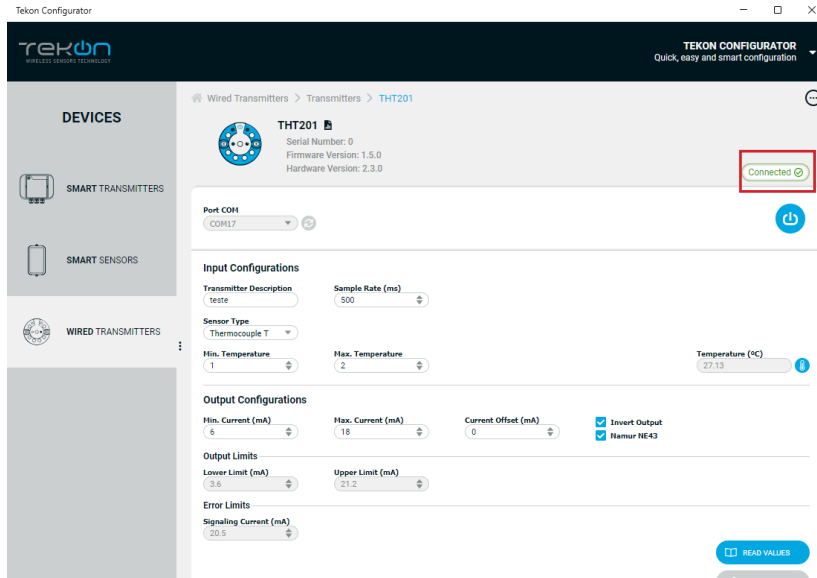 Tekon Configurator
TEKON
WIRELESS SENSORS TECHNOLOGY
TEKON CONFIGURATOR
Quick, easy and smart configuration
DEVICES
SMART TRANSMITTERS
SMART SENSORS
WIRED TRANSMITTERS
Wired Transmitters > Transmitters > THT201
THT201
Serial Number: 0
Firmware Version: 1.5.0
Hardware Version: 2.3.0
Connected
Port COM
COM17
Input Configurations
Transmitter Description Sample Rate (ms)
teste 500
Sensor Type
Thermocouple T
Min. Temperature Max. Temperature Temperature (ºC)
1 2 27.13
Output Configurations
Min. Current (mA) Max. Current (mA) Current Offset (mA)
6 18 0
Invert Output
Namur NE43
Output Limits
Lower Limit (mA) Upper Limit (mA)
3.6 21.2
Error Limits
Signaling Current (mA)
20.5
READ VALUES